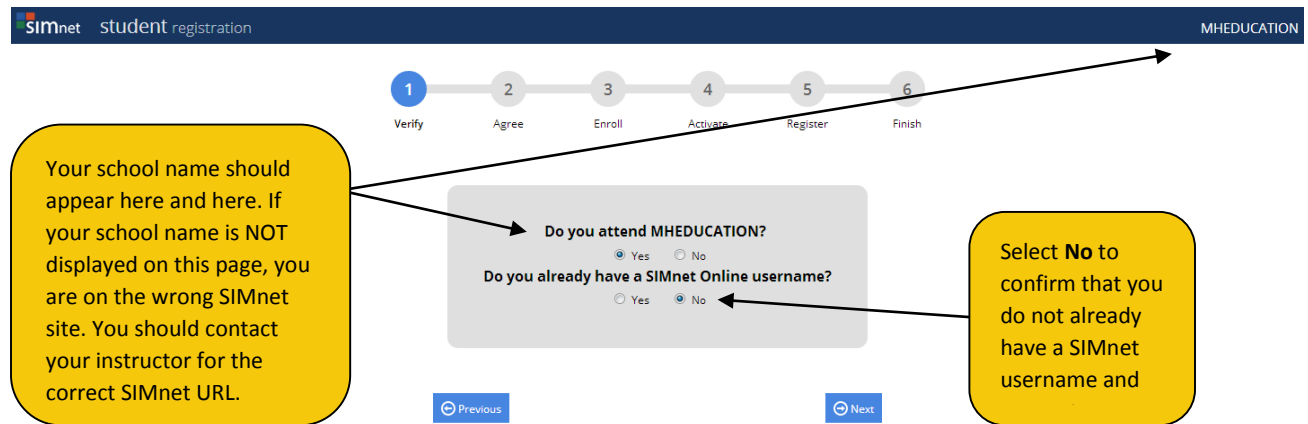 SIMnet student registration
MHEDUCATION
1 2 3 4 5 6
Verify Agree Enroll Activate Register Finish
Your school name should
appear here and here. If
your school name is NOT
displayed on this page, you
are on the wrong SIMnet
site. You should contact
your instructor for the
correct SIMnet URL.
Do you attend MHEDUCATION?
Yes No
Do you already have a SIMnet Online username?
Yes No
Select No to
confirm that you
do not already
have a SIMnet
username and
Previous
Next